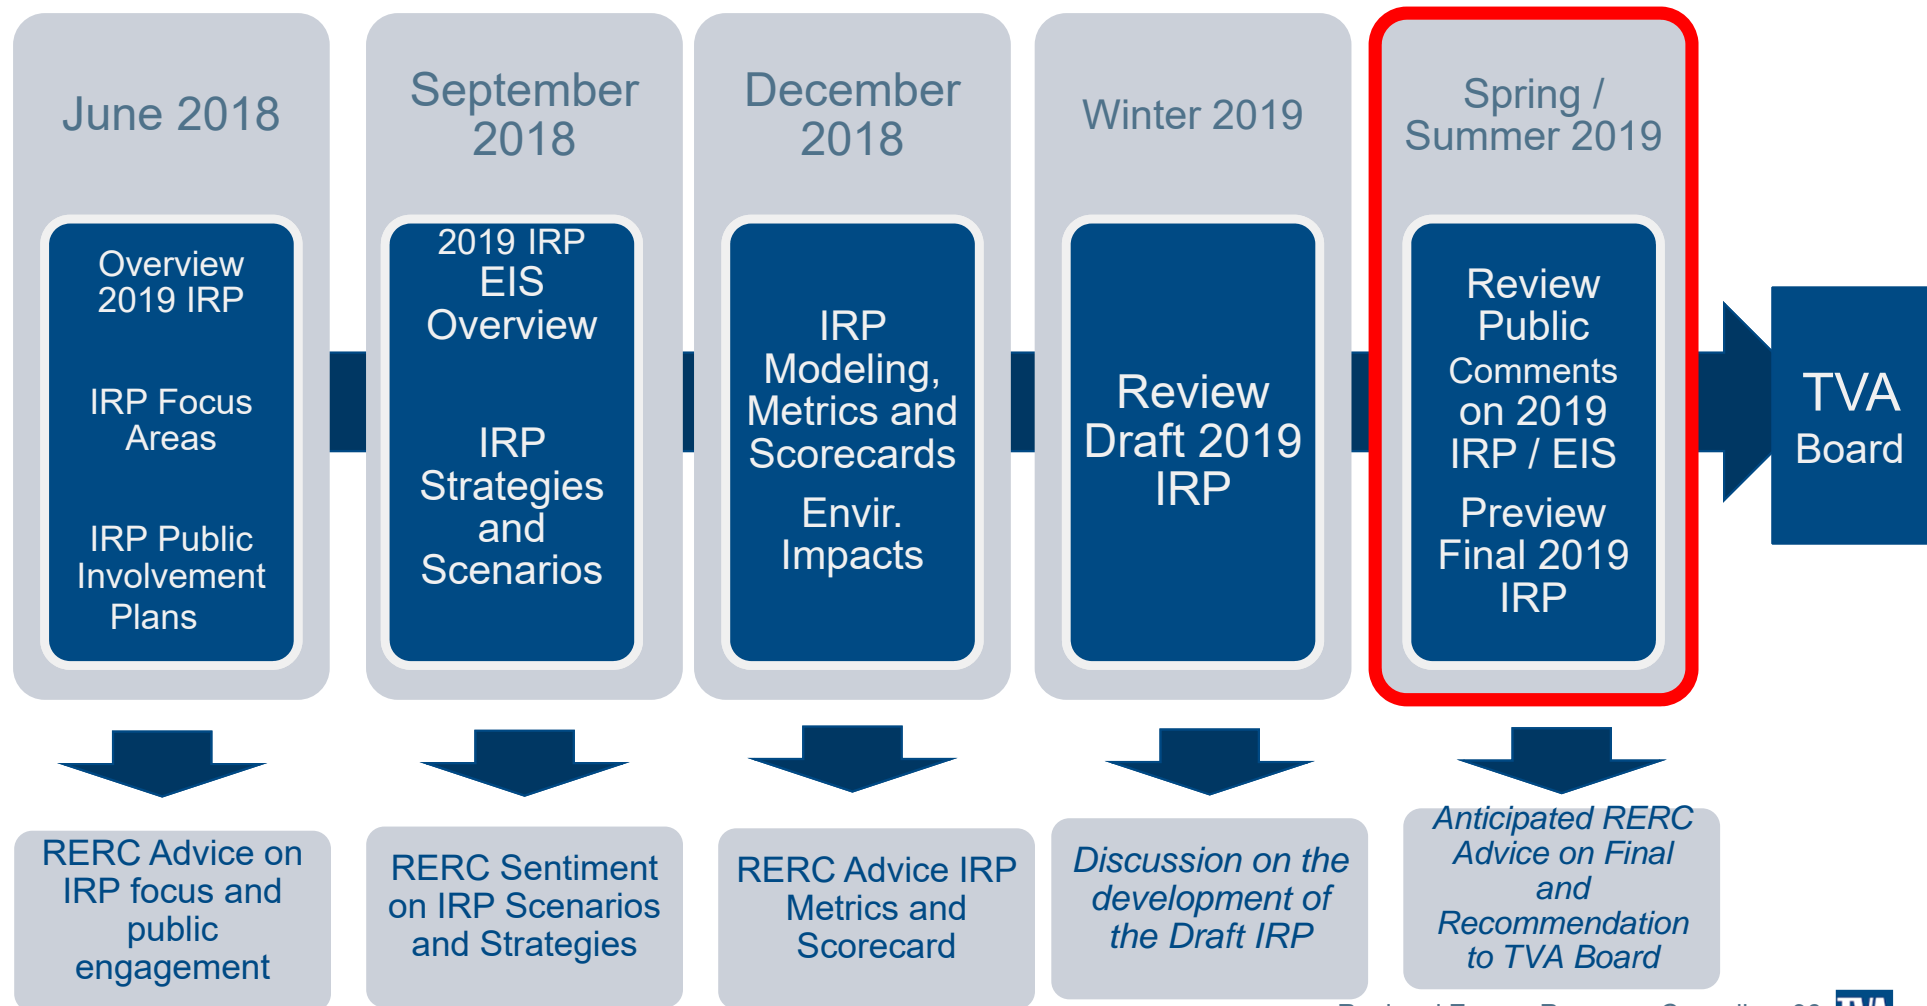 June 2018
Overview
2019 IRP
IRP Focus
Areas
IRP Public
Involvement
Plans
RERC Advice on
IRP focus and
public
engagement
September
2018
2019 IRP
EIS
Overview
IRP
Strategies
and
Scenarios
RERC Sentiment
on IRP Scenarios
and Strategies
December
2018
IRP
Modeling,
Metrics and
Scorecards
Envir.
Impacts
RERC Advice IRP
Metrics and
Scorecard
Winter 2019
Review
Draft 2019
IRP
Discussion on the
development of
the Draft IRP
Spring /
Summer 2019
Review
Public
Comments
on 2019
IRP / EIS
Preview
Final 2019
IRP
Anticipated RERC
Advice on Final
and
Recommendation
to TVA Board
TVA
Board
TVA